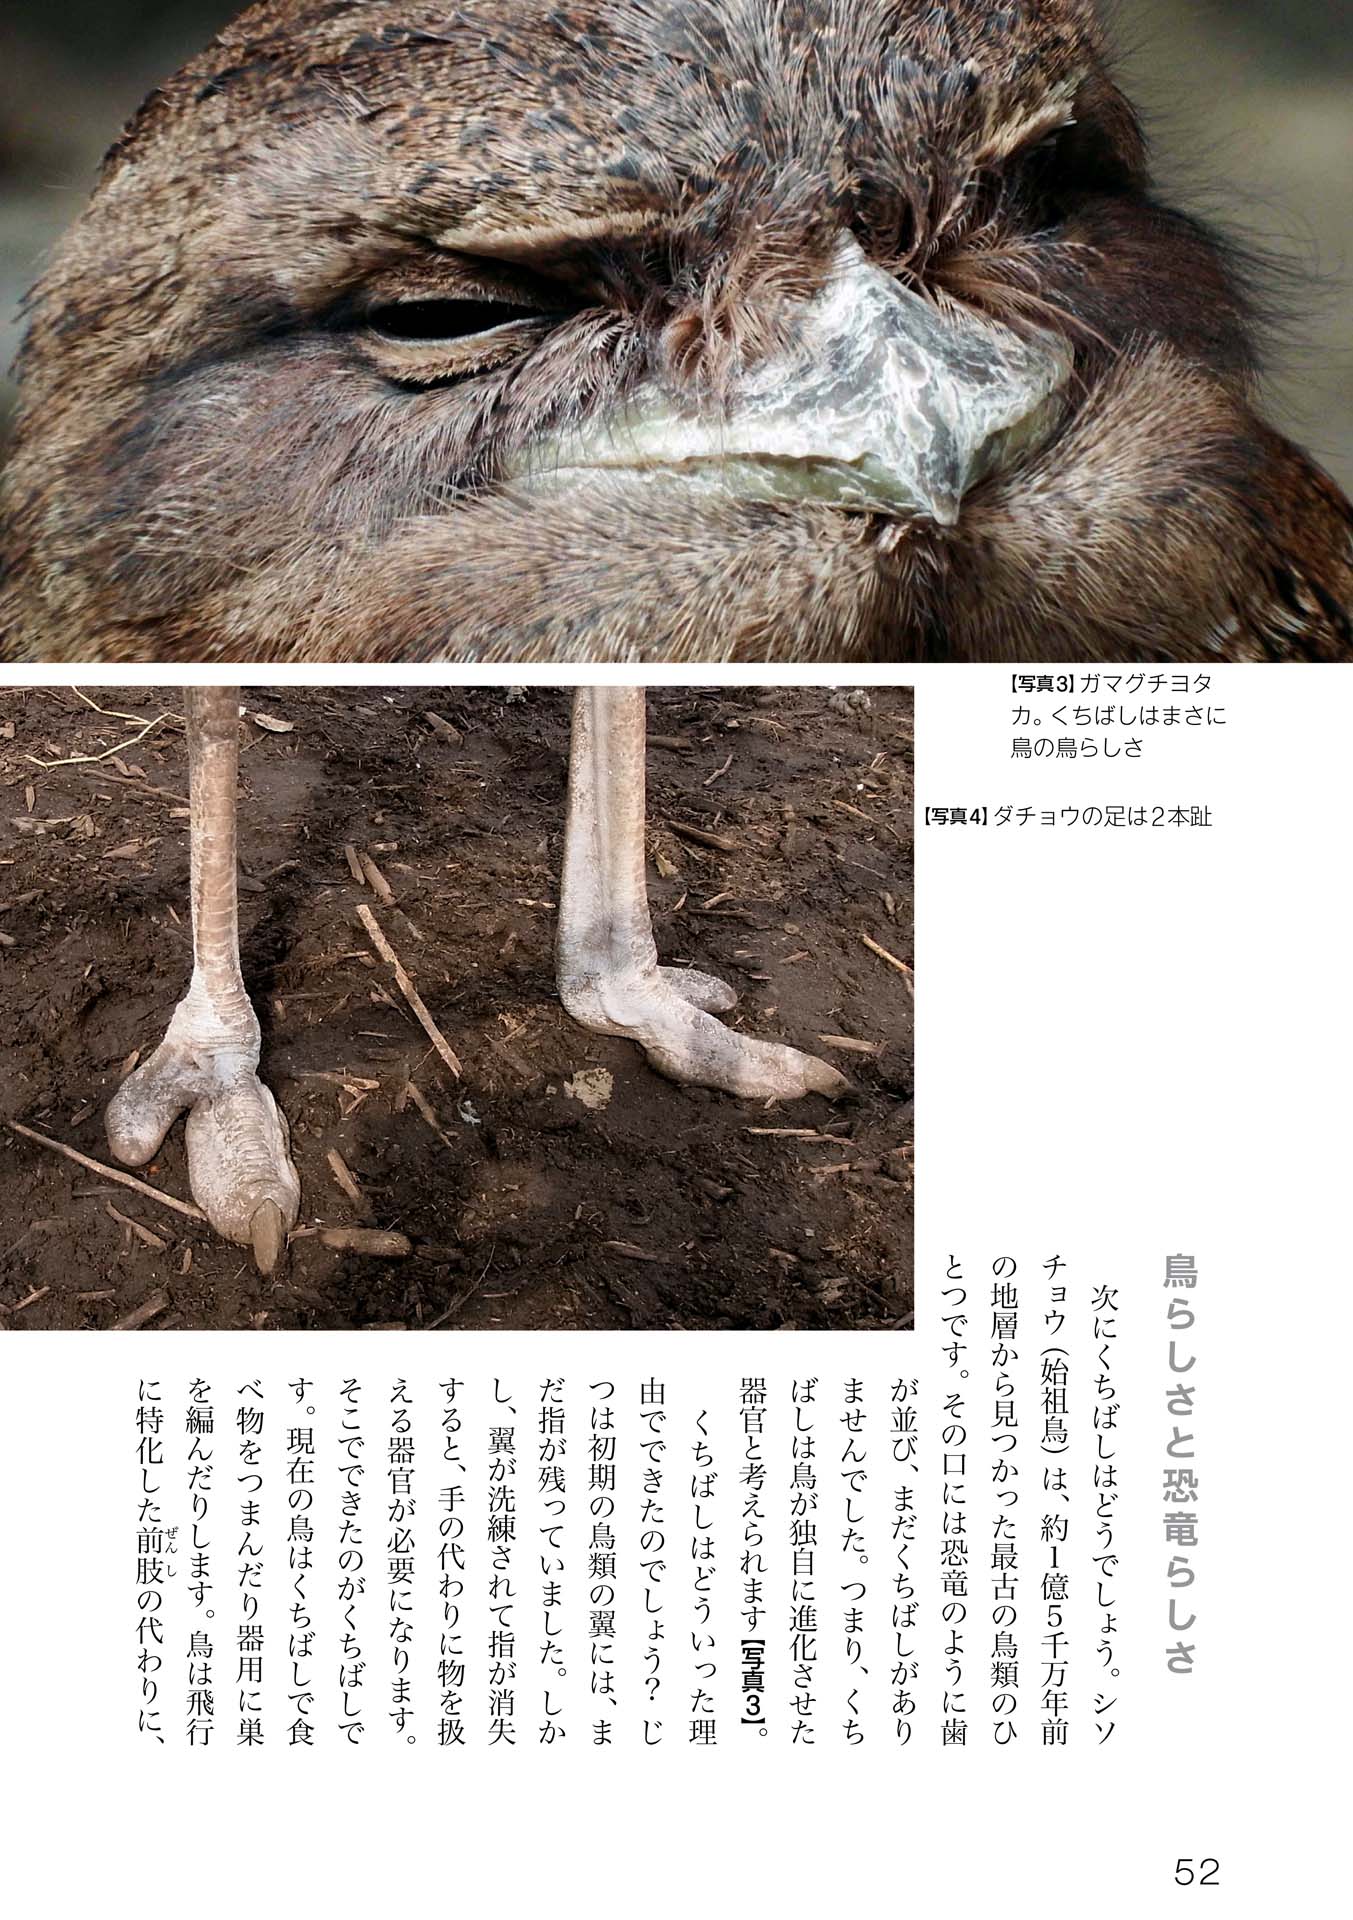 【写真3】ガマグチヨタ
カ。くちばしはまさに
鳥の鳥らしさ
【写真4】ダチョウの足は2本趾
鳥らしさと恐竜らしさ
次にくちばしはどうでしょう。シソ
チョウ（始祖鳥）は、約1億5千万年前
の地層から見つかった最古の鳥類のひ
とつです。その口には恐竜のように歯
が並び、まだくちばしがあり
ませんでした。つまり、くち
ばしは鳥が独自に進化させた
器官と考えられます【写真3】。
くちばしはどういった理
由でできたのでしょう？ じ
つは初期の鳥類の翼には、ま
だ指が残っていました。しか
し、翼が洗練されて指が消失
すると、手の代わりに物を扱
える器官が必要になります。
そこでできたのがくちばしで
す。現在の鳥はくちばしで食
べ物をつまんだり器用に巣
を編んだりします。鳥は飛行
に特化した前肢の代わりに、
ぜんし
52